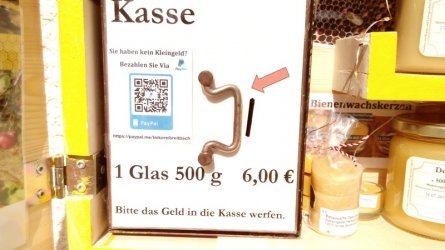 Kasse
Sie haben kein Kleingeld?
Bezahlen Sie Via
PayPal
1 Glas 500 g 6,00 €
Bitte das Geld in die Kasse werfen.
Bienenwachskerzen